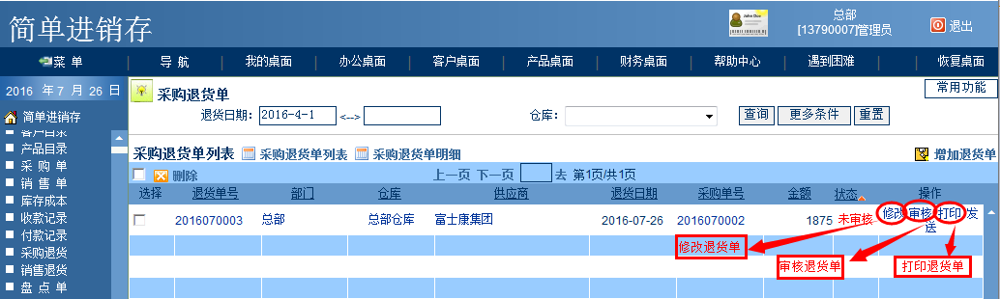 简单进销存
John Doe
总部
[13790007]管理员
退出
菜 单
导 航
我的桌面
办公桌面
客户桌面
产品桌面
财务桌面
帮助中心
遇到困难
恢复桌面
2016 年 7 月 26 日
简单进销存
客户目录
产品目录
采 购 单
销 售 单
库存成本
收款记录
付款记录
采购退货
销售退货
盘 点 单
采购退货单
常用功能
退货日期: 2016-4-1 <-->
仓库:
查询 更多条件 重置
采购退货单列表 采购退货单列表 采购退货单明细 增加退货单
删除 上一页 下一页 去 第1页/共1页
选择 退货单号 部门 仓库 供应商 退货日期 采购单号 金额 状态 操作
2016070003 总部 总部仓库 富士康集团 2016-07-26 2016070002 1875 未审核 修改 审核 打印 发
送
修改退货单
审核退货单 打印退货单